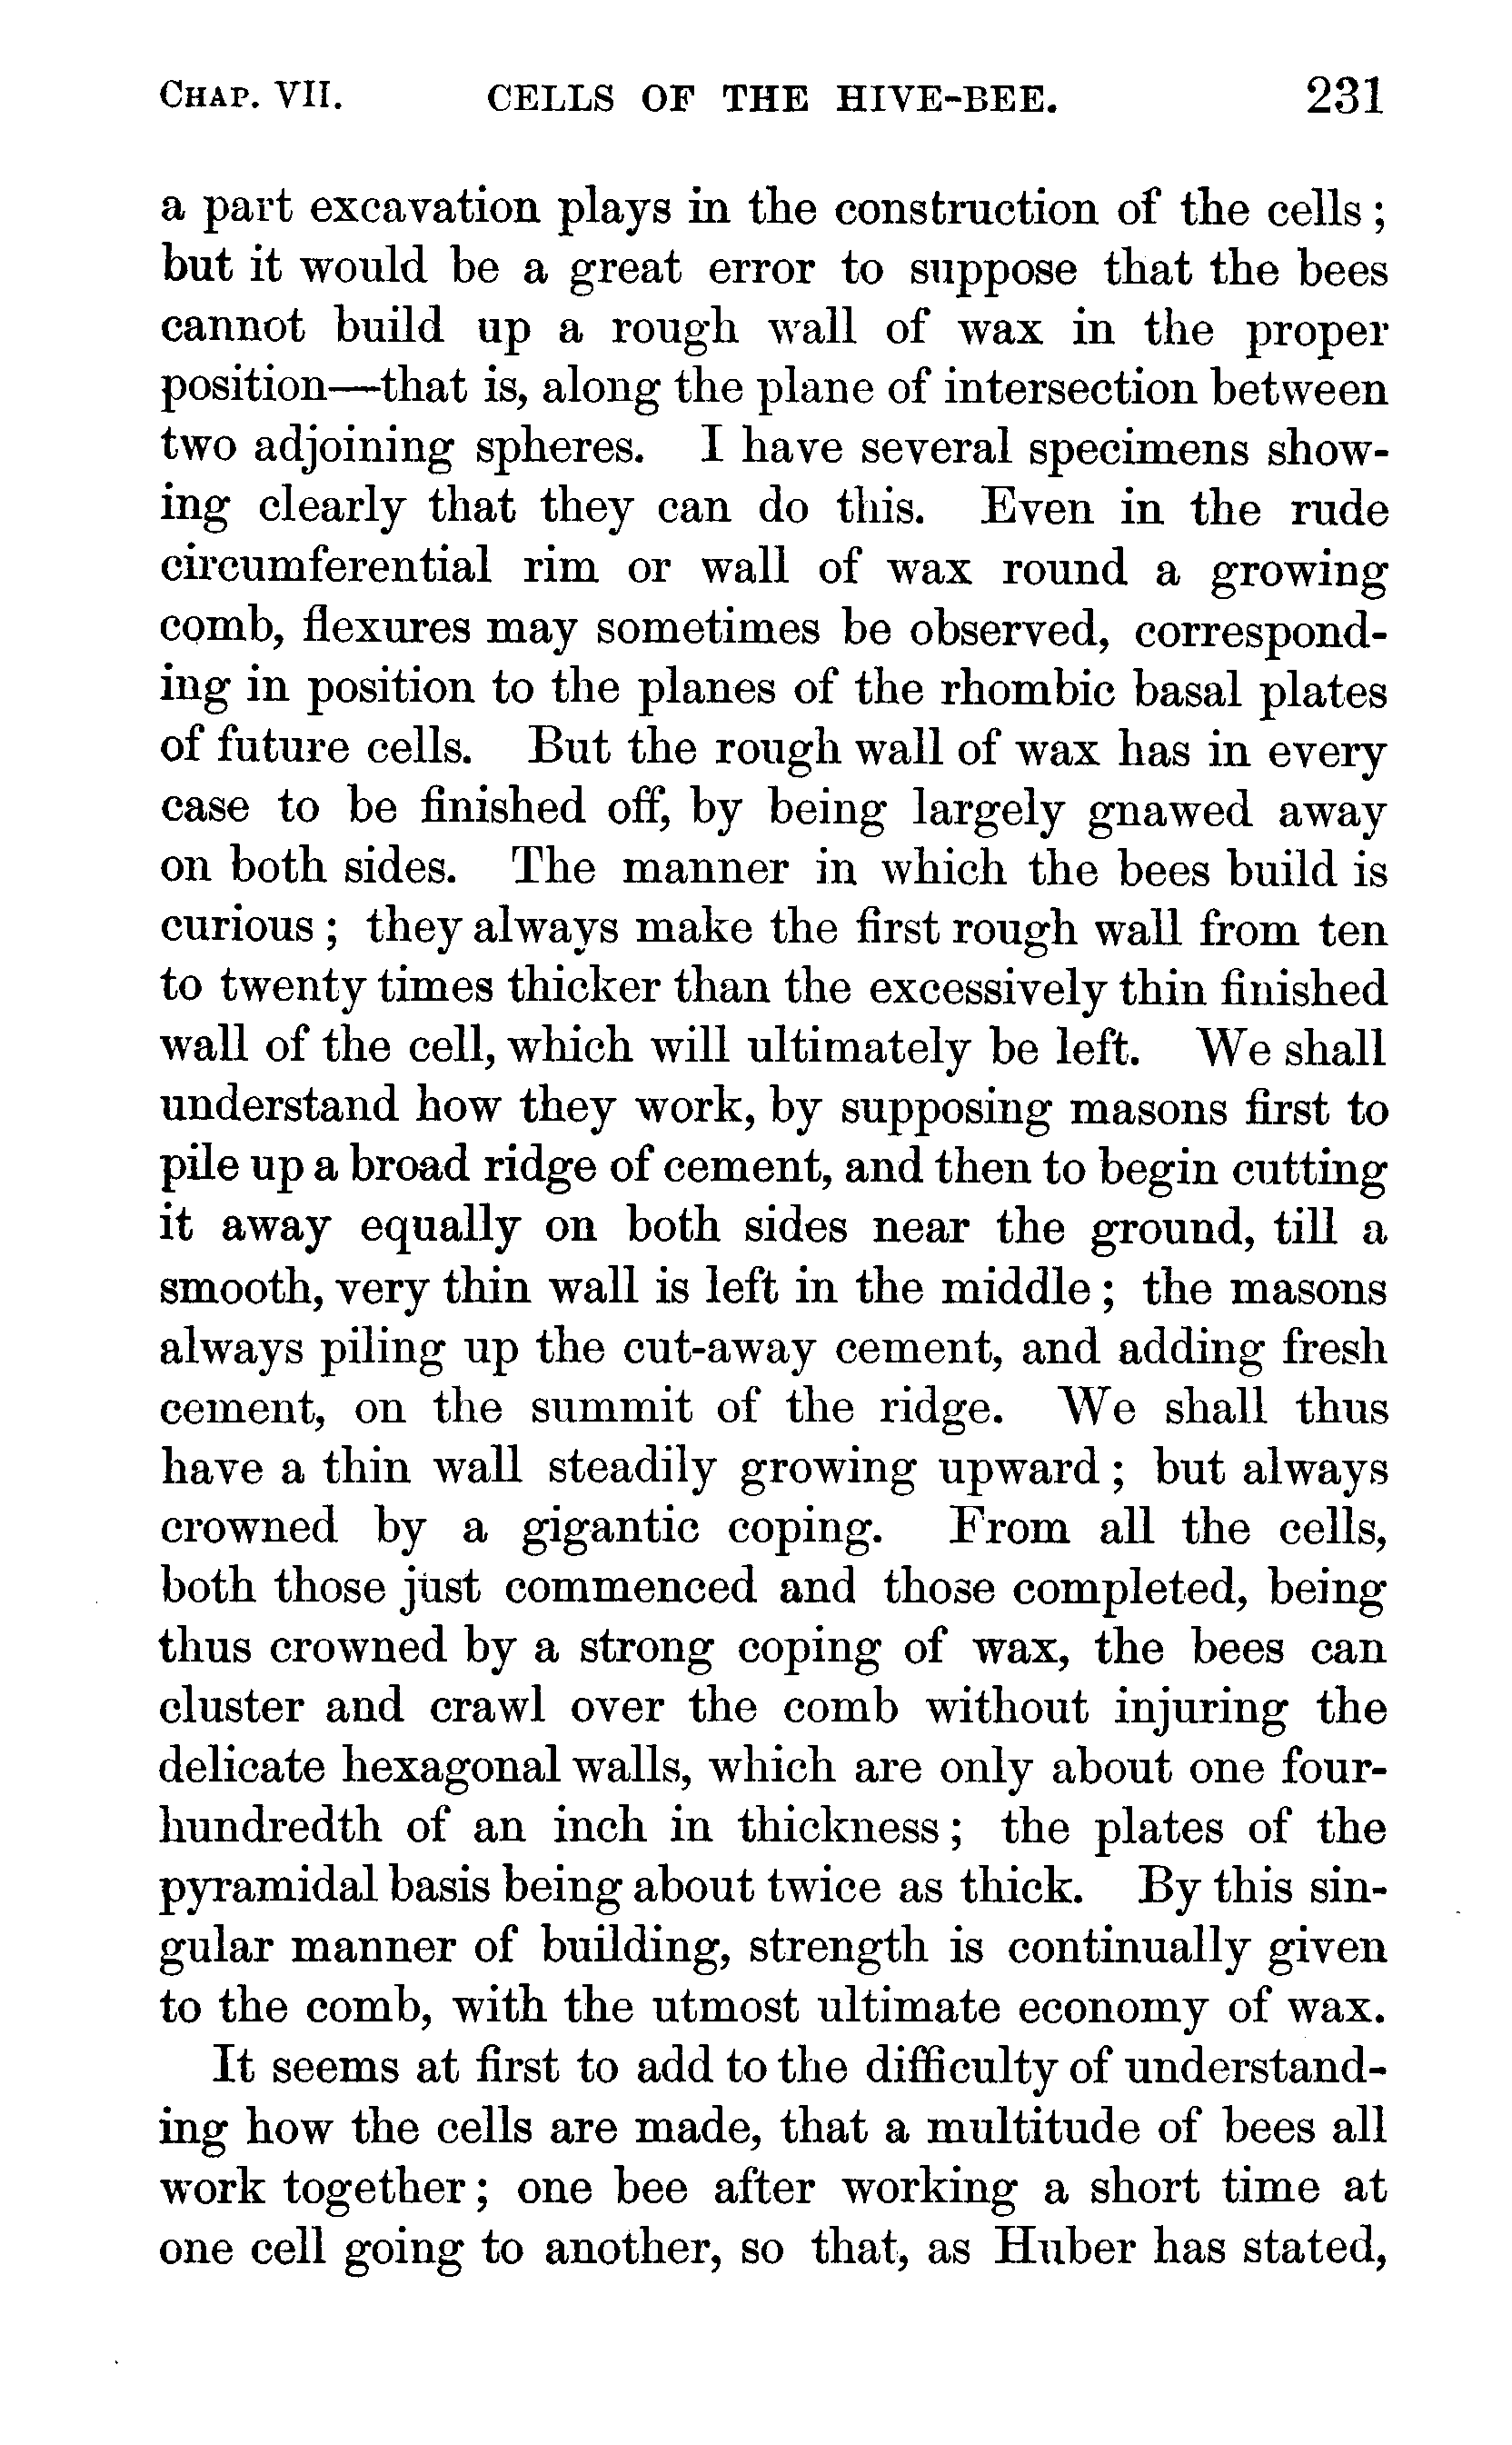 CHAP. VII. CELLS OF THE HIVE-BEE. 231
a part excavation plays in the construction of the cells;
but it would be a great error to suppose that the bees
cannot build up a rough wall of wax in the proper
position—that is, along the plane of intersection between
two adjoining spheres. I have several specimens show-
ing clearly that they can do this. Even in the rude
circumferential rim or wall of wax round a growing
comb, flexures may sometimes be observed, correspond-
ing in position to the planes of the rhombic basal plates
of future cells. But the rough wall of wax has in every
case to be finished off, by being largely gnawed away
on both sides. The manner in which the bees build is
curious; they always make the first rough wall from ten
to twenty times thicker than the excessively thin finished
wall of the cell, which will ultimately be left. We shall
understand how they work, by supposing masons first to
pile up a broad ridge of cement, and then to begin cutting
it away equally on both sides near the ground, till a
smooth, very thin wall is left in the middle; the masons
always piling up the cut-away cement, and adding fresh
cement, on the summit of the ridge. We shall thus
have a thin wall steadily growing upward; but always
crowned by a gigantic coping. From all the cells,
both those just commenced and those completed, being
thus crowned by a strong coping of wax, the bees can
cluster and crawl over the comb without injuring the
delicate hexagonal walls, which are only about one four-
hundredth of an inch in thickness; the plates of the
pyramidal basis being about twice as thick. By this sin-
gular manner of building, strength is continually given
to the comb, with the utmost ultimate economy of wax.
It seems at first to add to the difficulty of understand-
ing how the cells are made, that a multitude of bees all
work together; one bee after working a short time at
one cell going to another, so that, as Huber has stated,